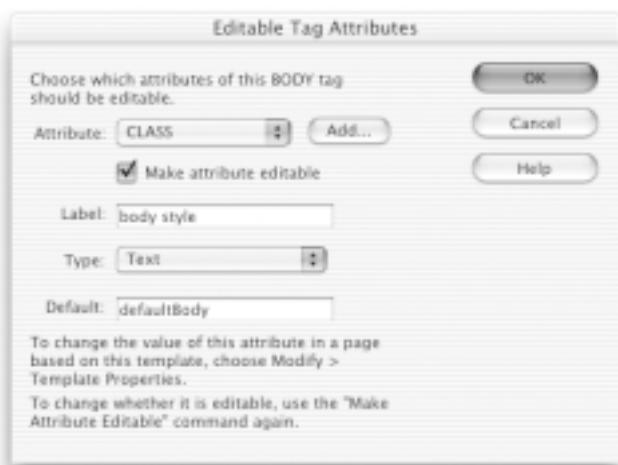 Editable Tag Attributes
Choose which attributes of this BODY tag
should be editable.
OK
Attribute: CLASS Add...
Cancel
Make attribute editable
Help
Label: body style
Type: Text
Default: defaultBody
To change the value of this attribute in a page
based on this template, choose Modify >
Template Properties.
To change whether it is editable, use the "Make
Attribute Editable" command again.